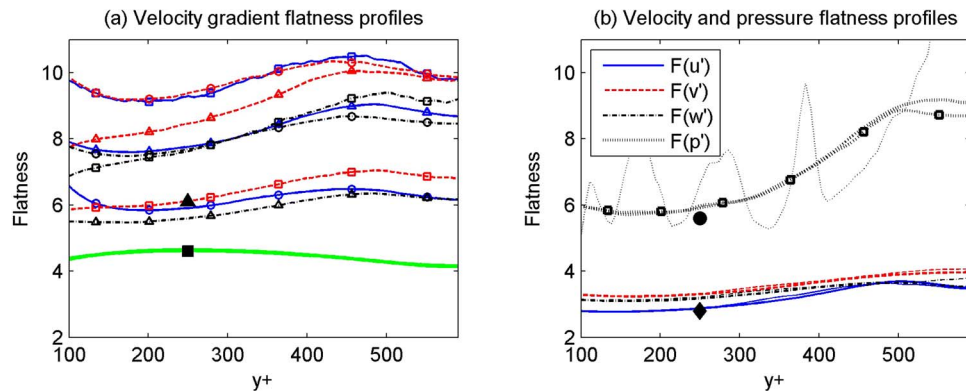 (a) Velocity gradient flatness profiles
Flatness
10
8
6
4
2
100
200
300
400
500
y+
(b) Velocity and pressure flatness profiles
Flatness
10
8
6
4
2
100
200
300
400
500
y+
F(u')
F(v')
F(w')
F(p')